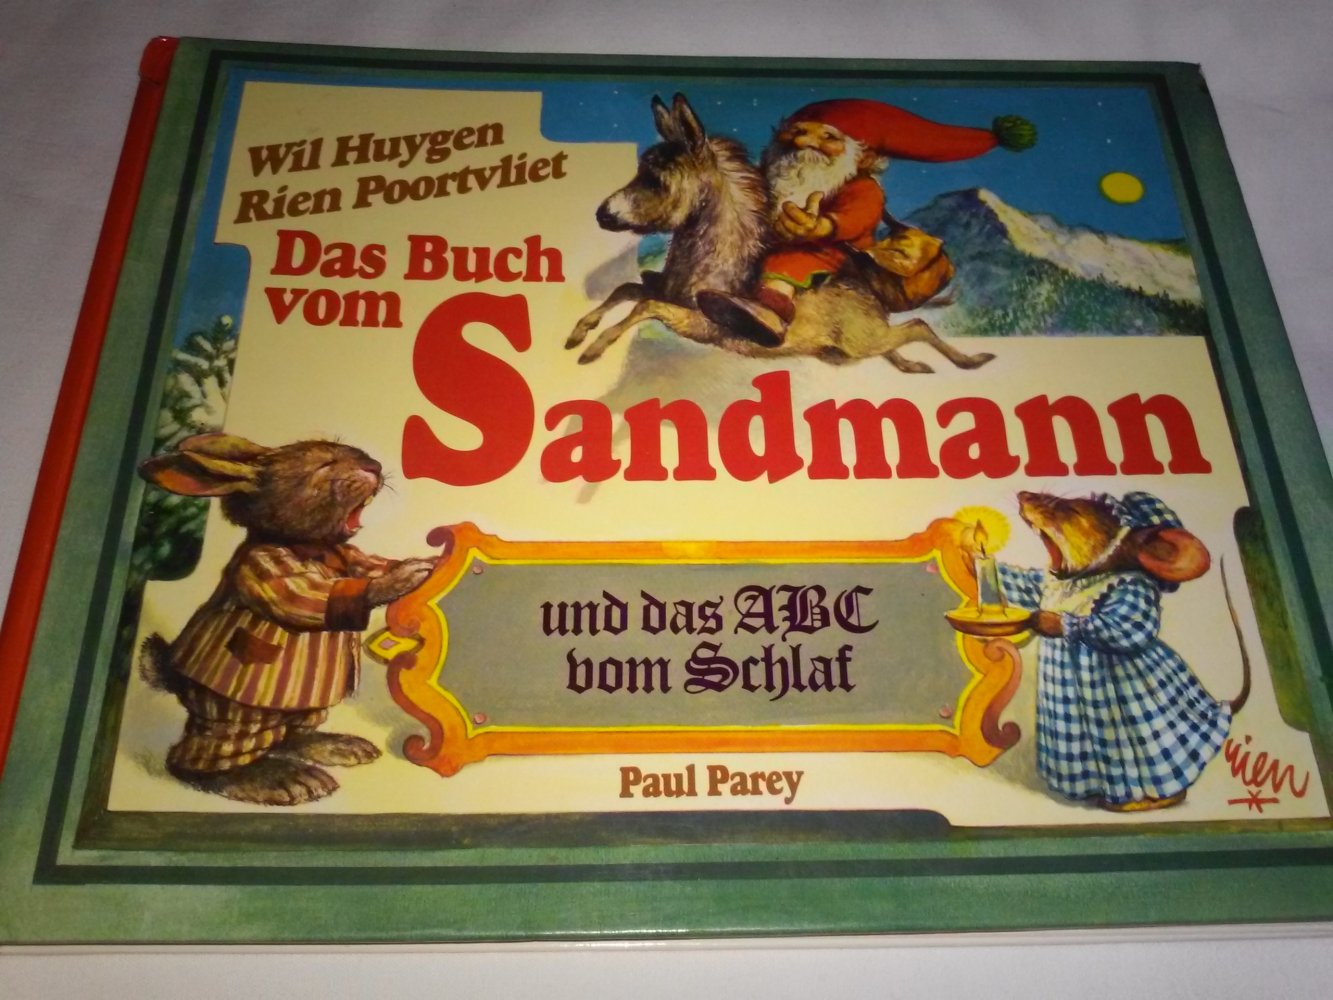 Wil Huygen
Rien Poortvliet
Das Buch
vom
Sandmann
und das ABC
vom Schlaf
Paul Parey
rien